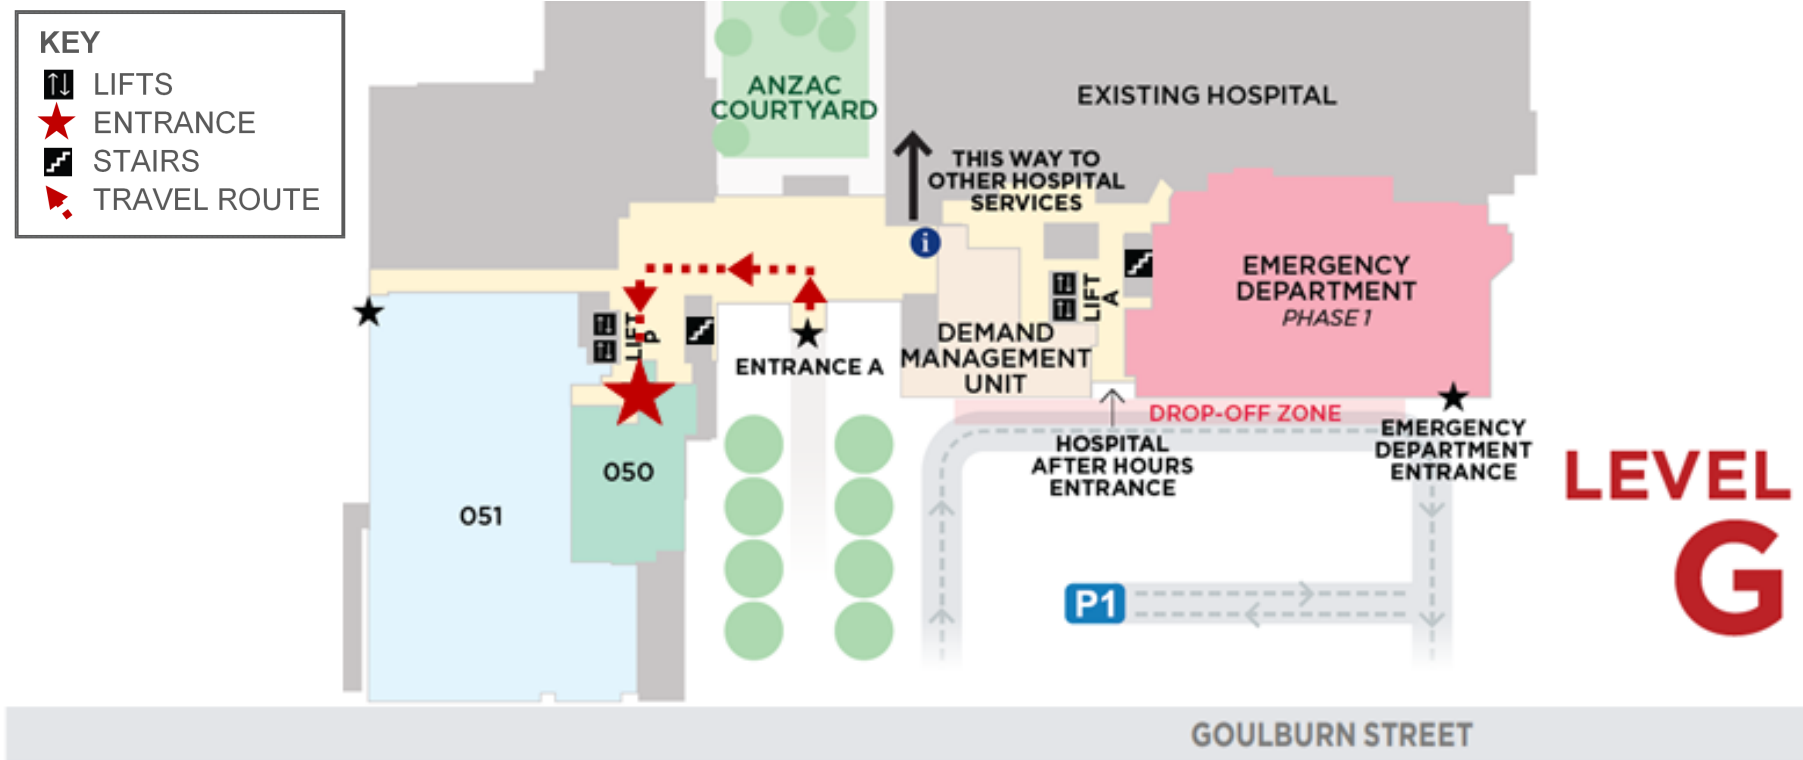 KEY
LIFTS
ENTRANCE
STAIRS
TRAVEL ROUTE
ANZAC
COURTYARD
EXISTING HOSPITAL
THIS WAY TO
OTHER HOSPITAL
SERVICES
i
EMERGENCY
DEPARTMENT
PHASE 1
LIFT
A
LIFT
P
ENTRANCE A
DEMAND
MANAGEMENT
UNIT
DROP-OFF ZONE
HOSPITAL
AFTER HOURS
ENTRANCE
EMERGENCY
DEPARTMENT
ENTRANCE
050
051
P1
LEVEL
G
GOULBURN STREET